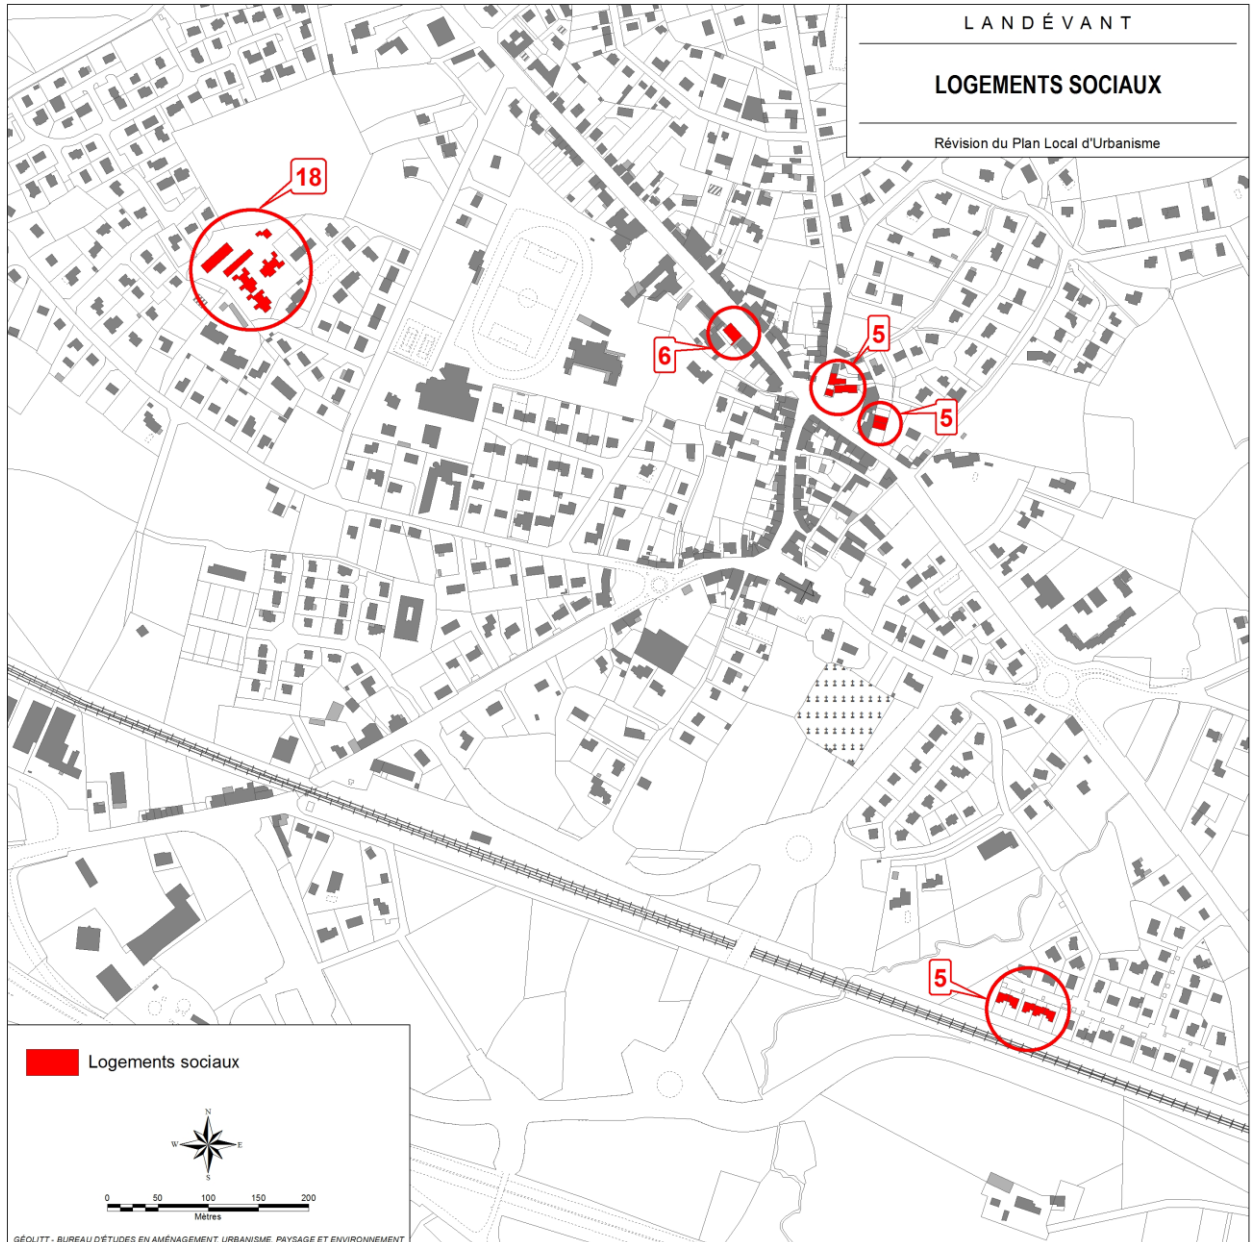 LANDÉVANT
LOGEMENTS SOCIAUX
Révision du Plan Local d'Urbanisme
18
6
5
5
5
Logements sociaux
N
W E
S
0 50 100 150 200
Mètres
GÉOLITT - BUREAU D'ÉTUDES EN AMÉNAGEMENT, URBANISME, PAYSAGE ET ENVIRONNEMENT